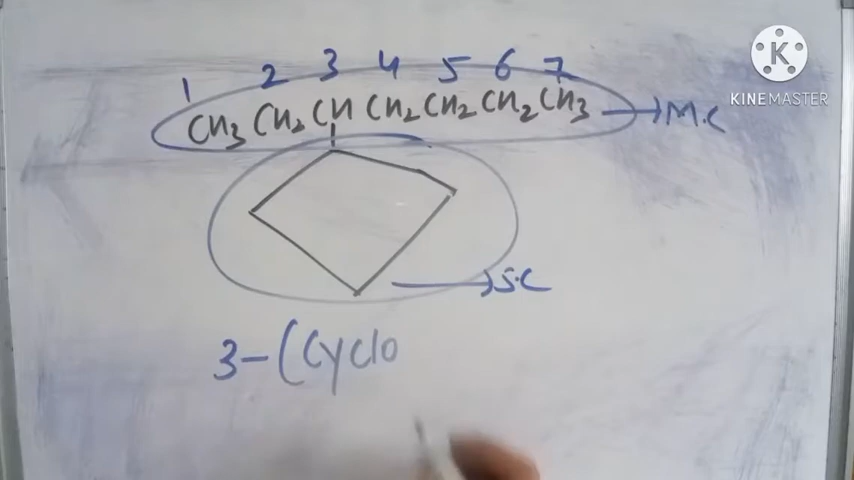 K
KINEMASTER
1 2 3 4 5 6 7
CH3 CH2 CH CH2 CH2 CH2 CH3 → M.C
→ S.C
3-(Cyclo